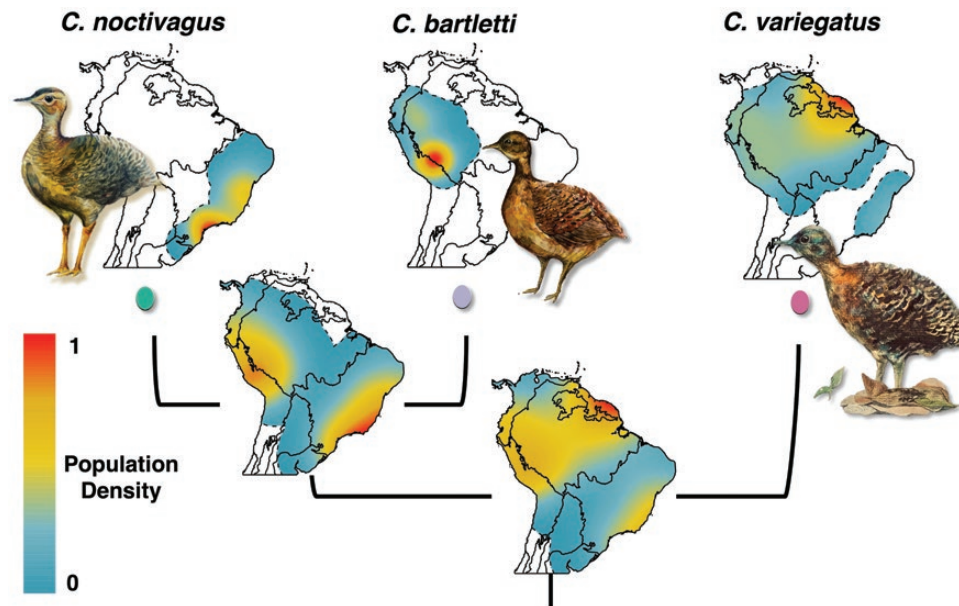 C. noctivagus
C. bartletti
C. variegatus
1
Population
Density
0